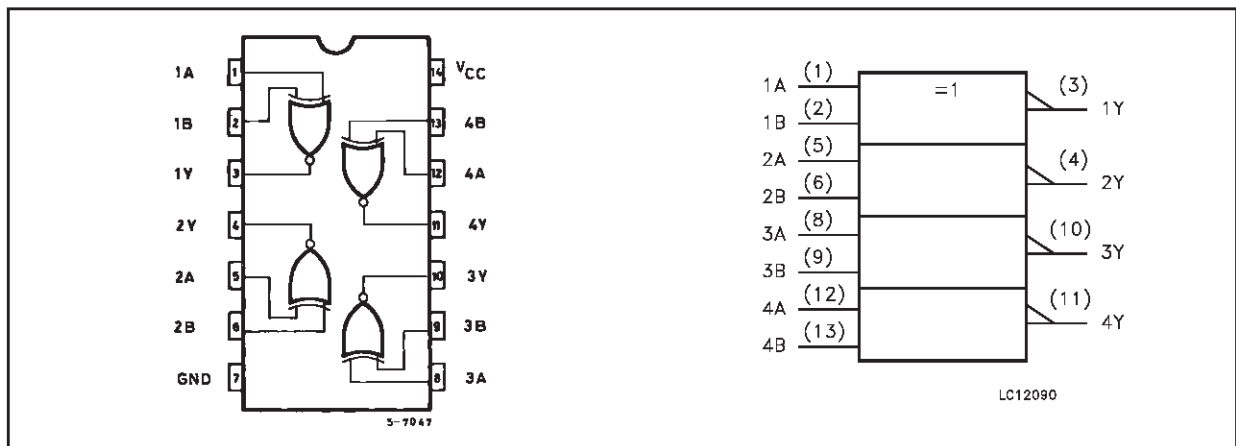 1A 1 14 VCC
1B 2 13 4B
1Y 3 12 4A
2Y 4 11 4Y
2A 5 10 3Y
2B 6 9 3B
GND 7 8 3A
S-7047
1A (1) =1 (3) 1Y
1B (2)
2A (5) (4) 2Y
2B (6)
3A (8) (10) 3Y
3B (9)
4A (12) (11) 4Y
4B (13)
LC12090